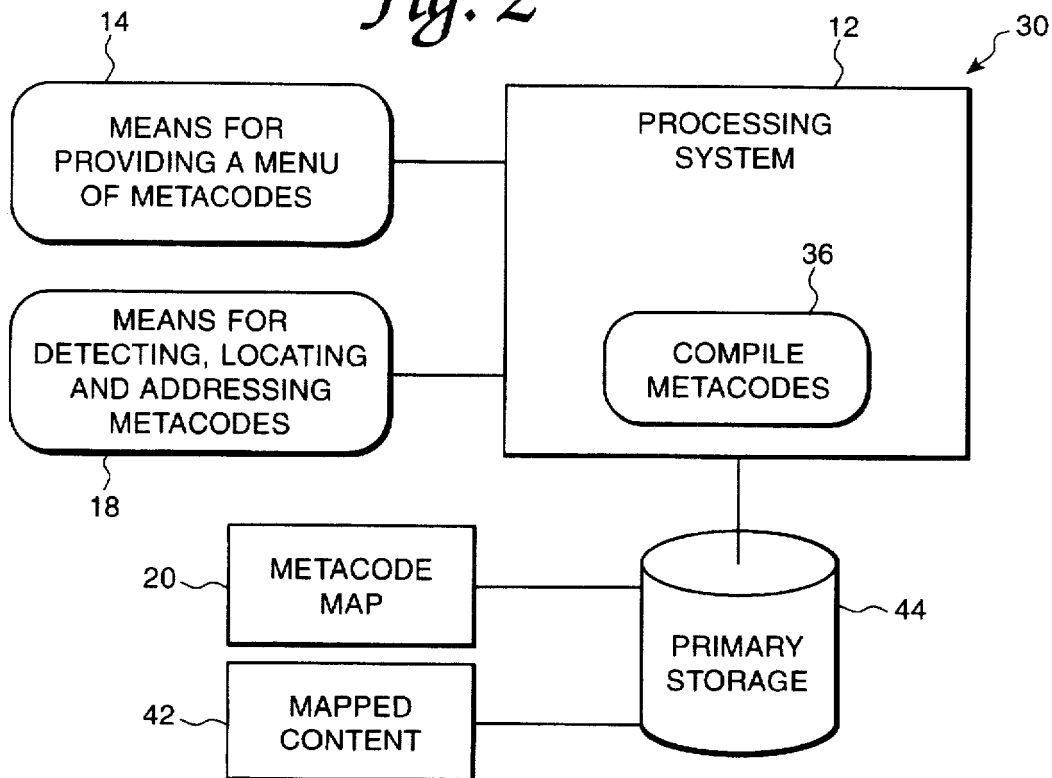 Fig. 2
14
12
30
MEANS FOR
PROVIDING A MENU
OF METACODES
PROCESSING
SYSTEM
MEANS FOR
DETECTING, LOCATING
AND ADDRESSING
METACODES
18
36
COMPILE
METACODES
20
METACODE
MAP
44
PRIMARY
STORAGE
42
MAPPED
CONTENT